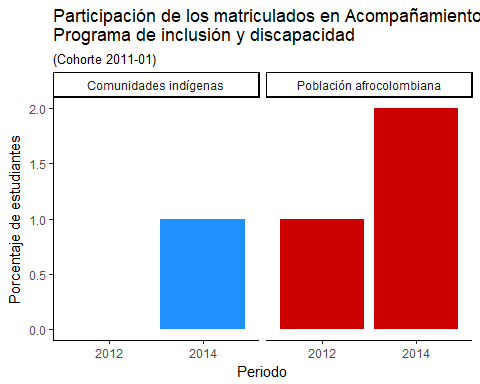 Participación de los matriculados en Acompañamiento
Programa de inclusión y discapacidad
(Cohorte 2011-01)
Comunidades indígenas
Población afrocolombiana
Porcentaje de estudiantes
2.0
1.5
1.0
0.5
0.0
2012
2014
2012
2014
Periodo